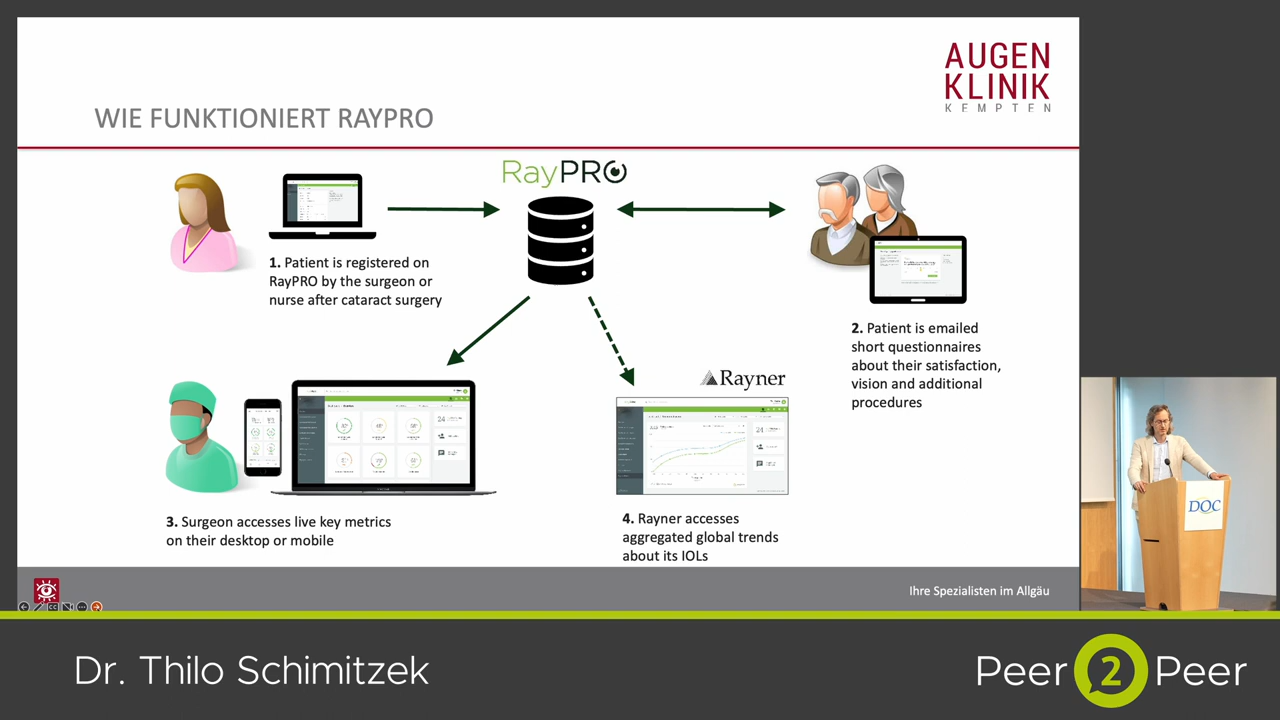 AUGEN
KLINIK
KEMPTEN
WIE FUNKTIONIERT RAYPRO
RayPRO
1. Patient is registered on
RayPRO by the surgeon or
nurse after cataract surgery
2. Patient is emailed
short questionnaires
about their satisfaction,
vision and additional
procedures
Rayner
3. Surgeon accesses live key metrics
on their desktop or mobile
4. Rayner accesses
aggregated global trends
about its IOLs
DOC
Ihre Spezialisten im Allgäu
Dr. Thilo Schimitzek
Peer 2 Peer